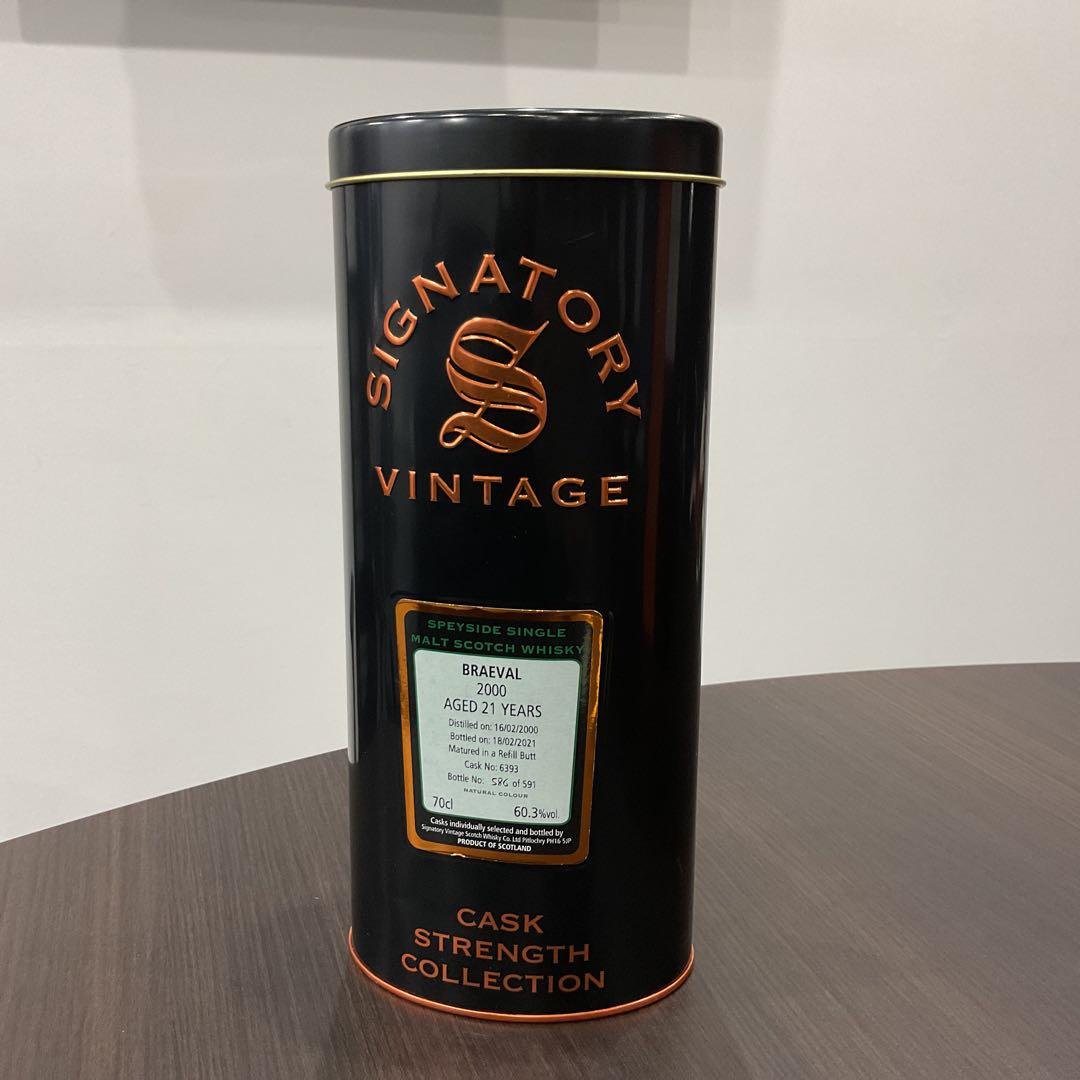 SIGNATORY
S
VINTAGE
SPEYSIDE SINGLE
MALT SCOTCH WHISKY
BRAEVAL
2000
AGED 21 YEARS
Distilled on: 16/02/2000
Bottled on: 18/02/2021
Matured in a Refill Butt
Cask No: 6393
Bottle No: 586 of 591
NATURAL COLOUR
70cl 60.3%vol.
Casks individually selected and bottled by
Signatory Vintage Scotch Whisky Co. Ltd Pitlochry PH16 5JP
PRODUCT OF SCOTLAND
CASK
STRENGTH
COLLECTION